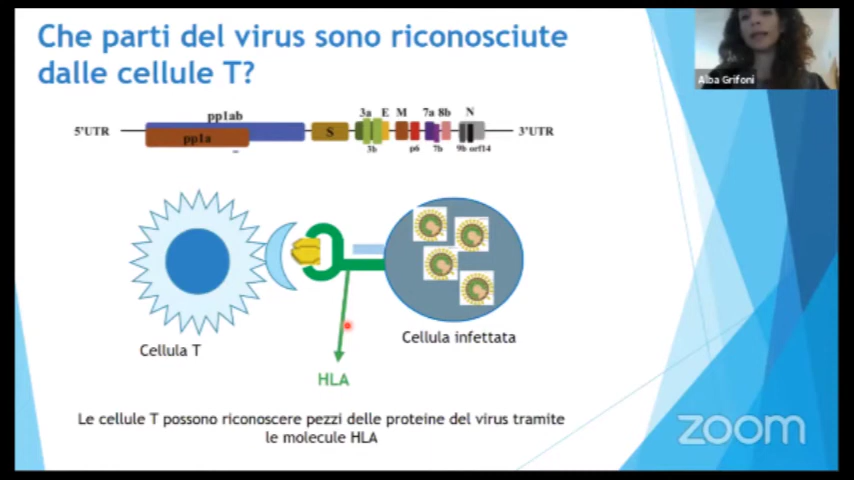 Che parti del virus sono riconosciute
dalle cellule T?
Alba Grifoni
pp1ab
3a E M 7a 8b N
5'UTR
pp1a
S
3'UTR
3b p6 7b 9b orf14
Cellula T
Cellula infettata
HLA
Le cellule T possono riconoscere pezzi delle proteine del virus tramite
le molecule HLA
zoom